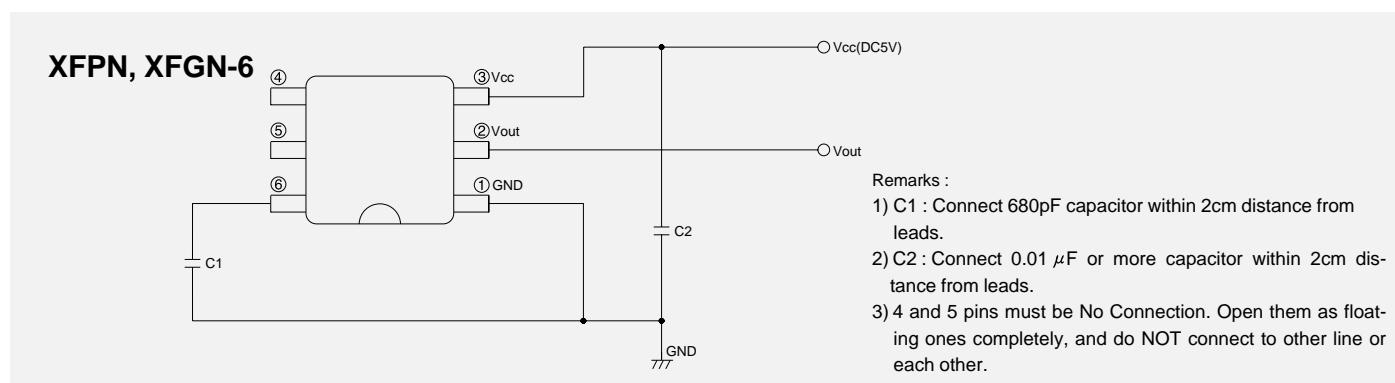 XFPN, XFGN-6
④
③Vcc
Vcc(DC5V)
⑤
②Vout
Vout
⑥
①GND
C1
C2
GND
Remarks :
1) C1 : Connect 680pF capacitor within 2cm distance from
leads.
2) C2 : Connect 0.01 μF or more capacitor within 2cm dis-
tance from leads.
3) 4 and 5 pins must be No Connection. Open them as float-
ing ones completely, and do NOT connect to other line or
each other.